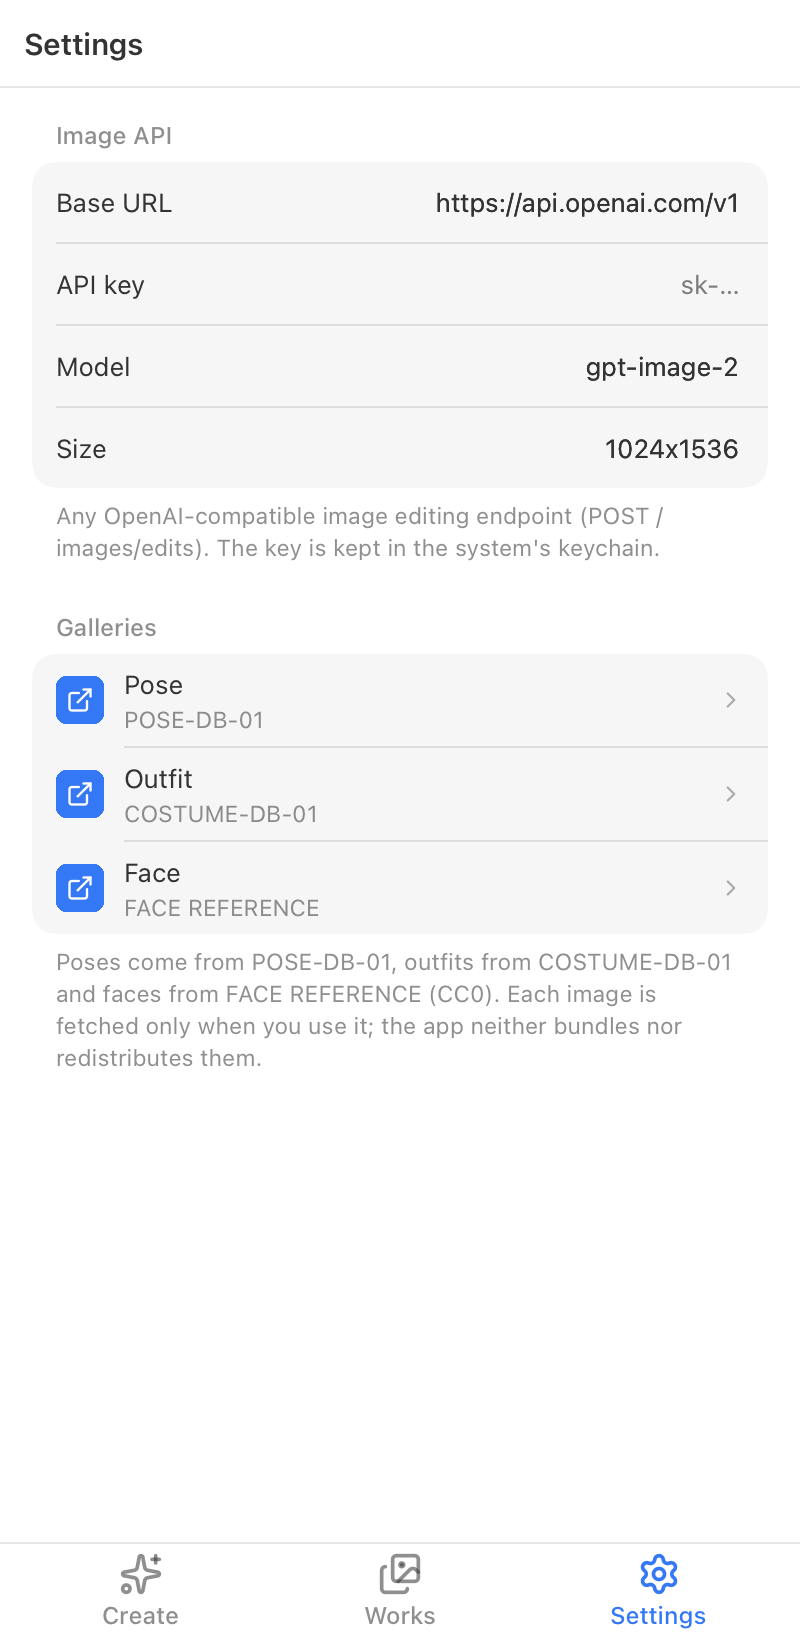 Settings
Image API
Base URL
https://api.openai.com/v1
API key
sk-...
Model
gpt-image-2
Size
1024x1536
Any OpenAI-compatible image editing endpoint (POST /
images/edits). The key is kept in the system's keychain.
Galleries
Pose
POSE-DB-01
Outfit
COSTUME-DB-01
Face
FACE REFERENCE
Poses come from POSE-DB-01, outfits from COSTUME-DB-01
and faces from FACE REFERENCE (CC0). Each image is
fetched only when you use it; the app neither bundles nor
redistributes them.
Create
Works
Settings